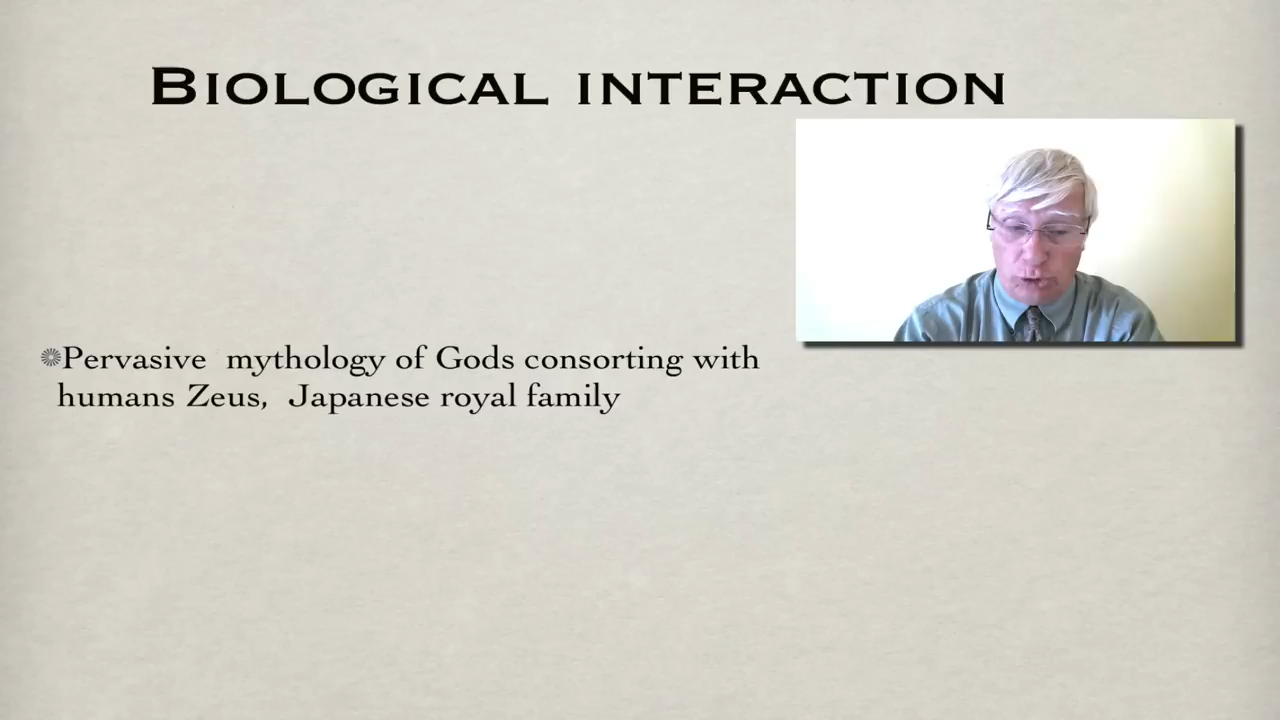 BIOLOGICAL INTERACTION
Pervasive mythology of Gods consorting with
humans Zeus, Japanese royal family